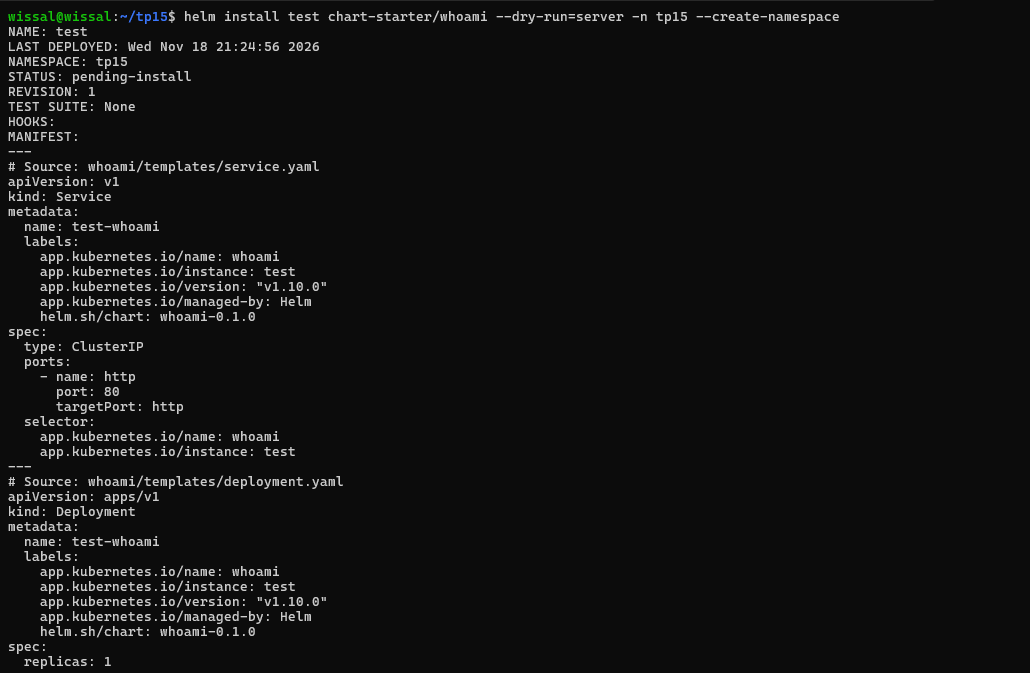 wissal@wissal:~/tp15$ helm install test chart-starter/whoami --dry-run=server -n tp15 --create-namespace
NAME: test
LAST DEPLOYED: Wed Nov 18 21:24:56 2026
NAMESPACE: tp15
STATUS: pending-install
REVISION: 1
TEST SUITE: None
HOOKS:
MANIFEST:
---
# Source: whoami/templates/service.yaml
apiVersion: v1
kind: Service
metadata:
  name: test-whoami
  labels:
    app.kubernetes.io/name: whoami
    app.kubernetes.io/instance: test
    app.kubernetes.io/version: "v1.10.0"
    app.kubernetes.io/managed-by: Helm
    helm.sh/chart: whoami-0.1.0
spec:
  type: ClusterIP
  ports:
    - name: http
      port: 80
      targetPort: http
  selector:
    app.kubernetes.io/name: whoami
    app.kubernetes.io/instance: test
---
# Source: whoami/templates/deployment.yaml
apiVersion: apps/v1
kind: Deployment
metadata:
  name: test-whoami
  labels:
    app.kubernetes.io/name: whoami
    app.kubernetes.io/instance: test
    app.kubernetes.io/version: "v1.10.0"
    app.kubernetes.io/managed-by: Helm
    helm.sh/chart: whoami-0.1.0
spec:
  replicas: 1